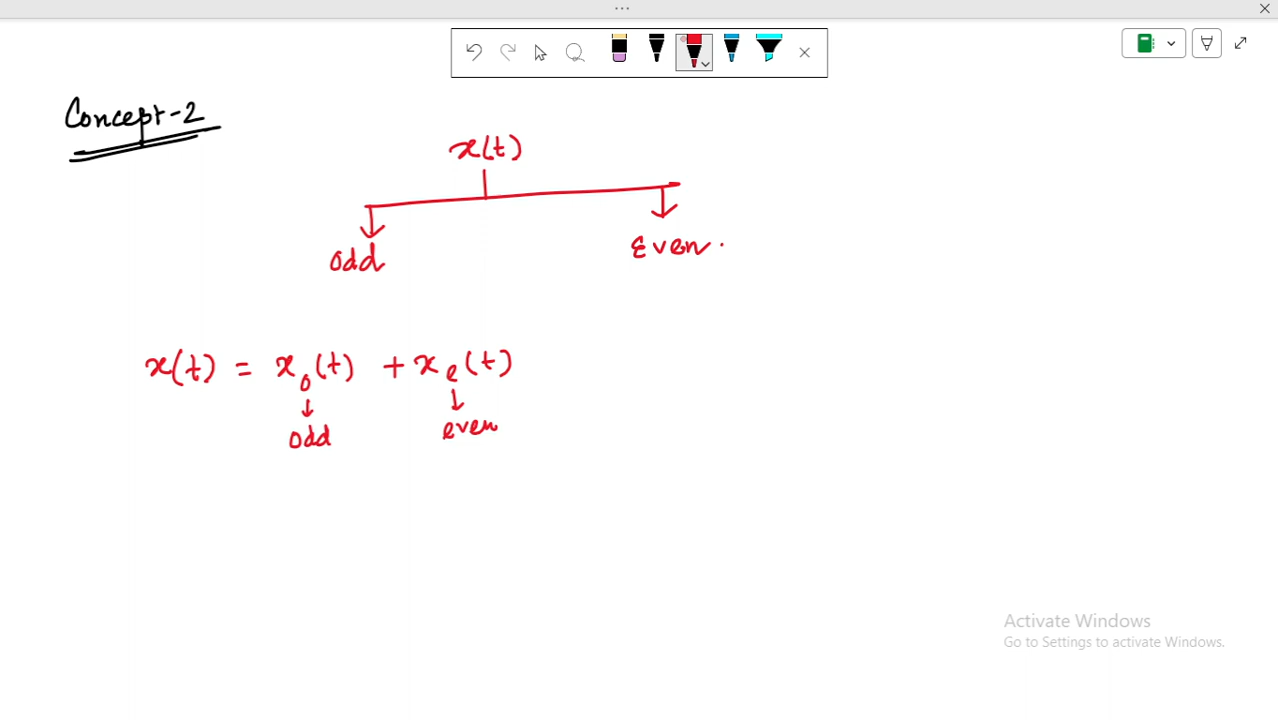 Concept-2
x(t)
Odd Even.
x(t) = x₀(t) + xₑ(t)
odd even
Activate Windows
Go to Settings to activate Windows.